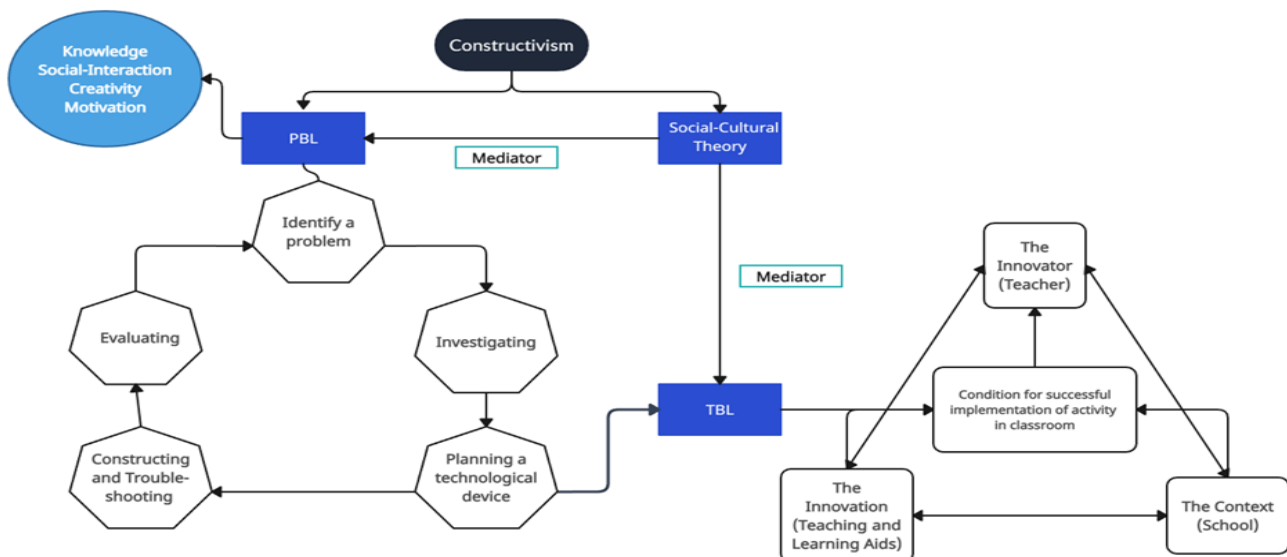 Knowledge
Social-Interaction
Creativity
Motivation
Constructivism
PBL
Social-Cultural
Theory
Mediator
Identify a
problem
Mediator
The
Innovator
(Teacher)
Evaluating
Investigating
TBL
Condition for successful
implementation of activity
in classroom
Constructing
and Trouble-
shooting
Planning a
technological
device
The
Innovation
(Teaching and
Learning Aids)
The Context
(School)